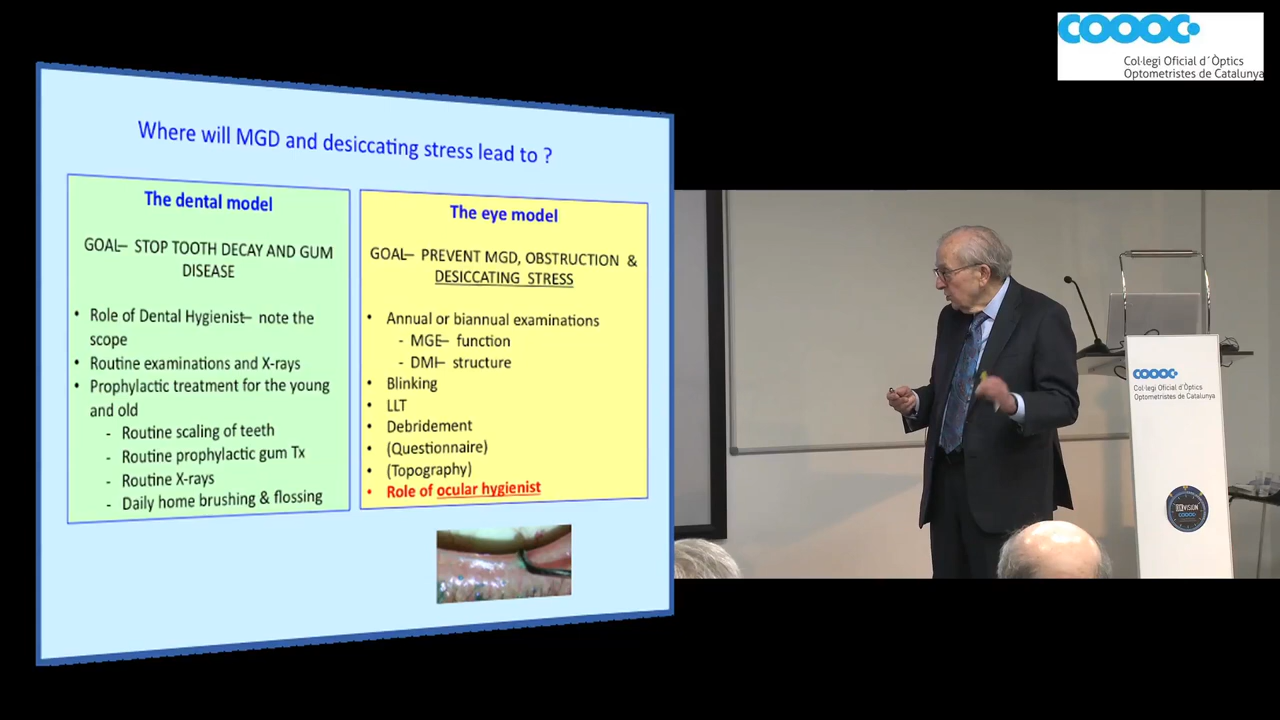 COOOC
Col·legi Oficial d´Òptics
Optometristes de Catalunya
Where will MGD and desiccating stress lead to ?
The dental model
GOAL– STOP TOOTH DECAY AND GUM
DISEASE
• Role of Dental Hygienist– note the
scope
• Routine examinations and X-rays
• Prophylactic treatment for the young
and old
- Routine scaling of teeth
- Routine prophylactic gum Tx
- Routine X-rays
- Daily home brushing & flossing
The eye model
GOAL– PREVENT MGD, OBSTRUCTION &
DESICCATING STRESS
• Annual or biannual examinations
- MGE– function
- DMI– structure
• Blinking
• LLT
• Debridement
• (Questionnaire)
• (Topography)
• Role of ocular hygienist
COOOC
Col·legi Oficial d´Òptics
Optometristes de Catalunya
VISION